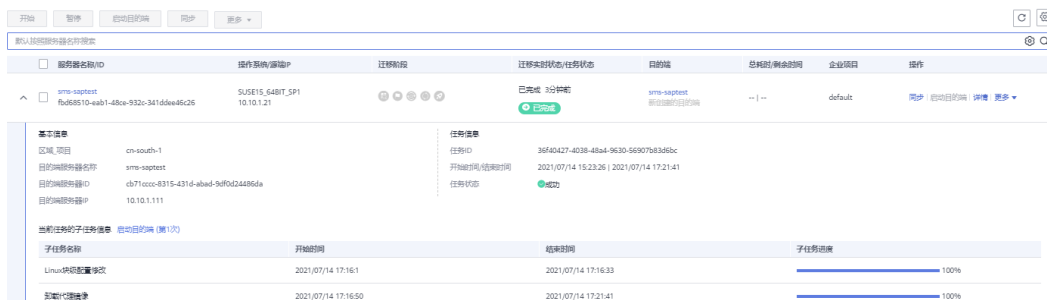 开始 暂停 启动目的端 同步 更多
默认按照服务器名称搜索
服务器名称/ID 操作系统/源端IP 迁移阶段 迁移实时状态/任务状态 目的端 总耗时/剩余时间 企业项目 操作
sms-saptest SUSE15_64BIT_SP1 已完成 3分钟前 sms-saptest -- | -- default 同步 启动目的端 详情 更多
fbd68510-eab1-48ce-932c-341ddee46c26 10.10.1.21 已完成 新创建的目的端
基本信息 任务信息
区域_项目 cn-south-1 任务ID 36f40427-4038-48a4-9630-56907b83d6bc
目的端服务器名称 sms-saptest 开始时间/结束时间 2021/07/14 15:23:26 | 2021/07/14 17:21:41
目的端服务器ID cb71cccc-8315-431d-abad-9df0d24486da 任务状态 成功
目的端服务器IP 10.10.1.111
当前任务的子任务信息 启动目的端 (第1次)
子任务名称 开始时间 结束时间 子任务进度
Linux块级配置修改 2021/07/14 17:16:1 2021/07/14 17:16:33 100%
卸载代理镜像 2021/07/14 17:16:50 2021/07/14 17:21:41 100%